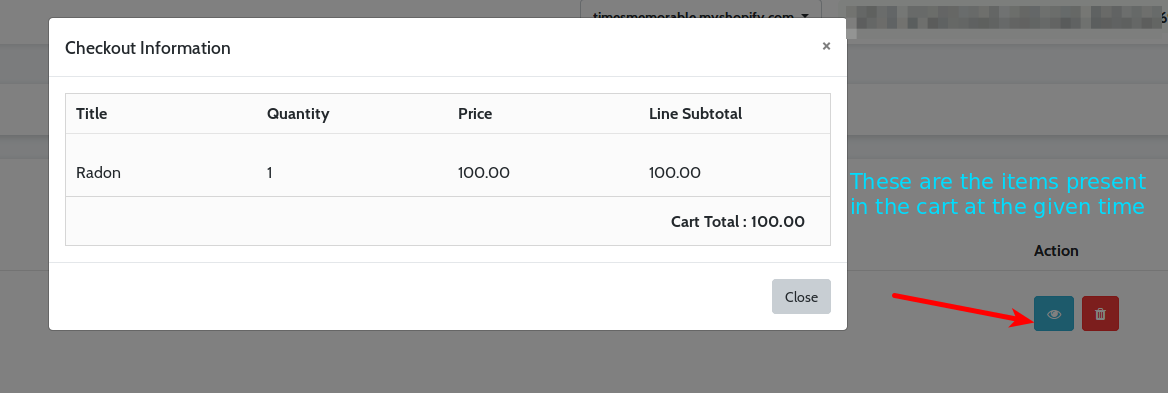 timesmemorable.myshopify.com
6
Checkout Information
×
Title Quantity Price Line Subtotal
Radon 1 100.00 100.00
Cart Total : 100.00
Close
These are the items present
in the cart at the given time
Action